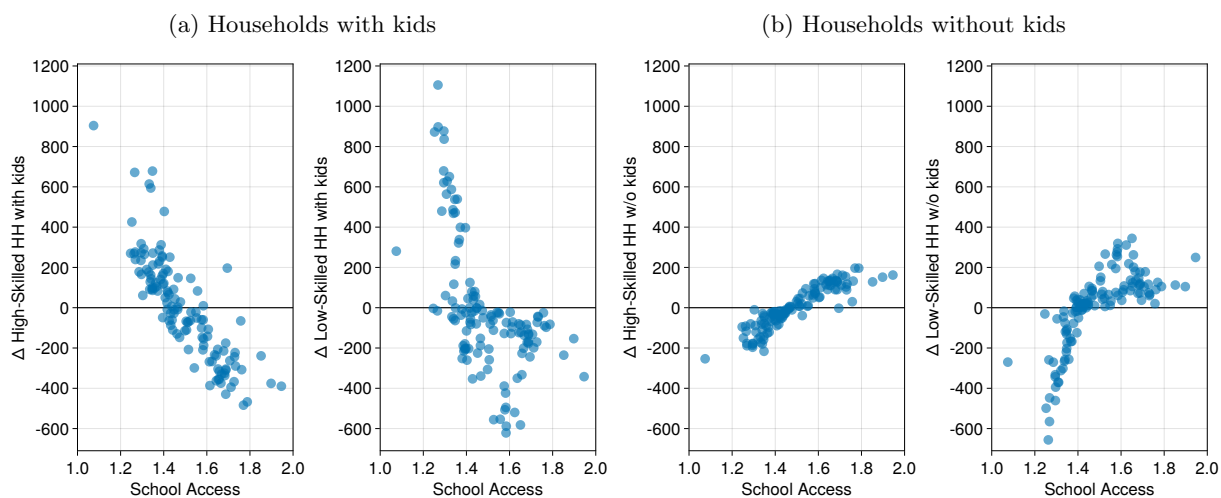 (a) Households with kids
(b) Households without kids
Δ High-Skilled HH with kids
1200
1000
800
600
400
200
0
-200
-400
-600
1.0 1.2 1.4 1.6 1.8 2.0
School Access
Δ Low-Skilled HH with kids
1200
1000
800
600
400
200
0
-200
-400
-600
1.0 1.2 1.4 1.6 1.8 2.0
School Access
Δ High-Skilled HH w/o kids
1200
1000
800
600
400
200
0
-200
-400
-600
1.0 1.2 1.4 1.6 1.8 2.0
School Access
Δ Low-Skilled HH w/o kids
1200
1000
800
600
400
200
0
-200
-400
-600
1.0 1.2 1.4 1.6 1.8 2.0
School Access